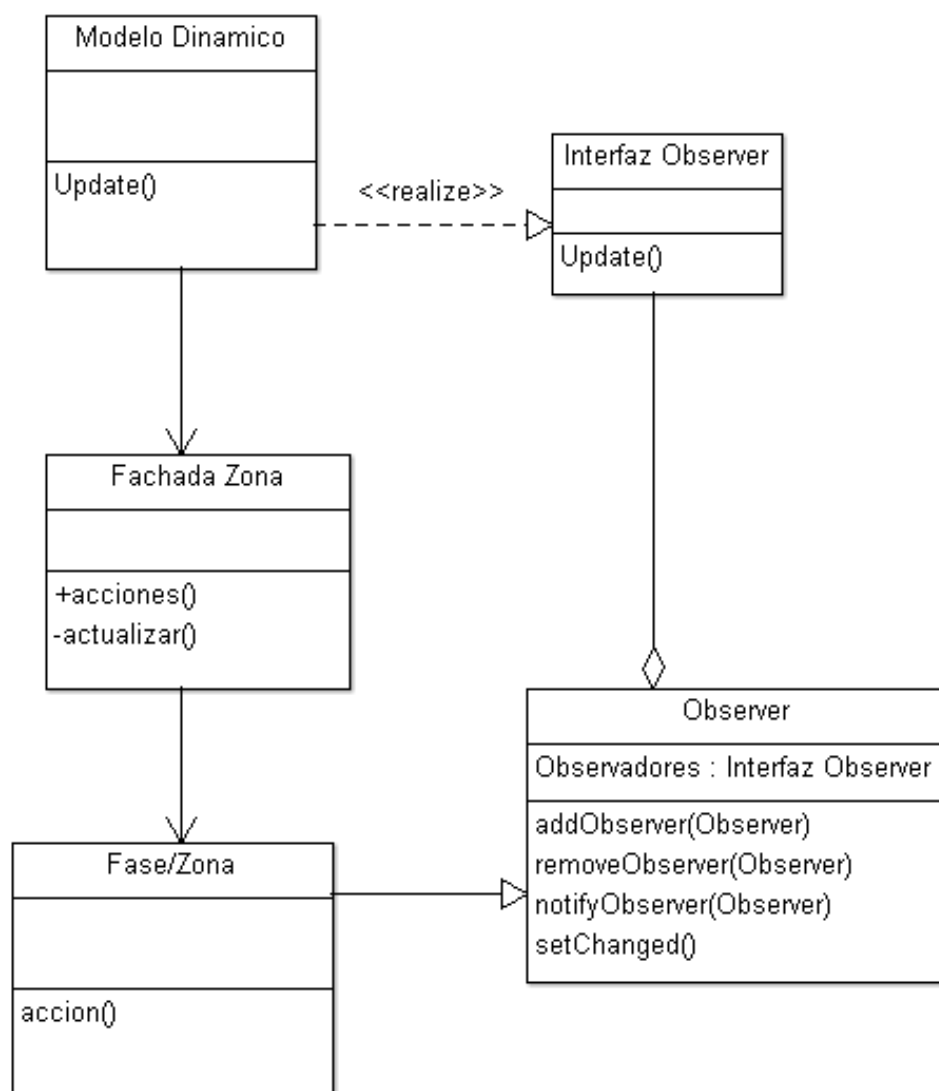 Modelo Dinamico
Update()
<<realize>>
Interfaz Observer
Update()
Fachada Zona
+acciones()
-actualizar()
Observer
Observadores : Interfaz Observer
addObserver(Observer)
removeObserver(Observer)
notifyObserver(Observer)
setChanged()
Fase/Zona
accion()